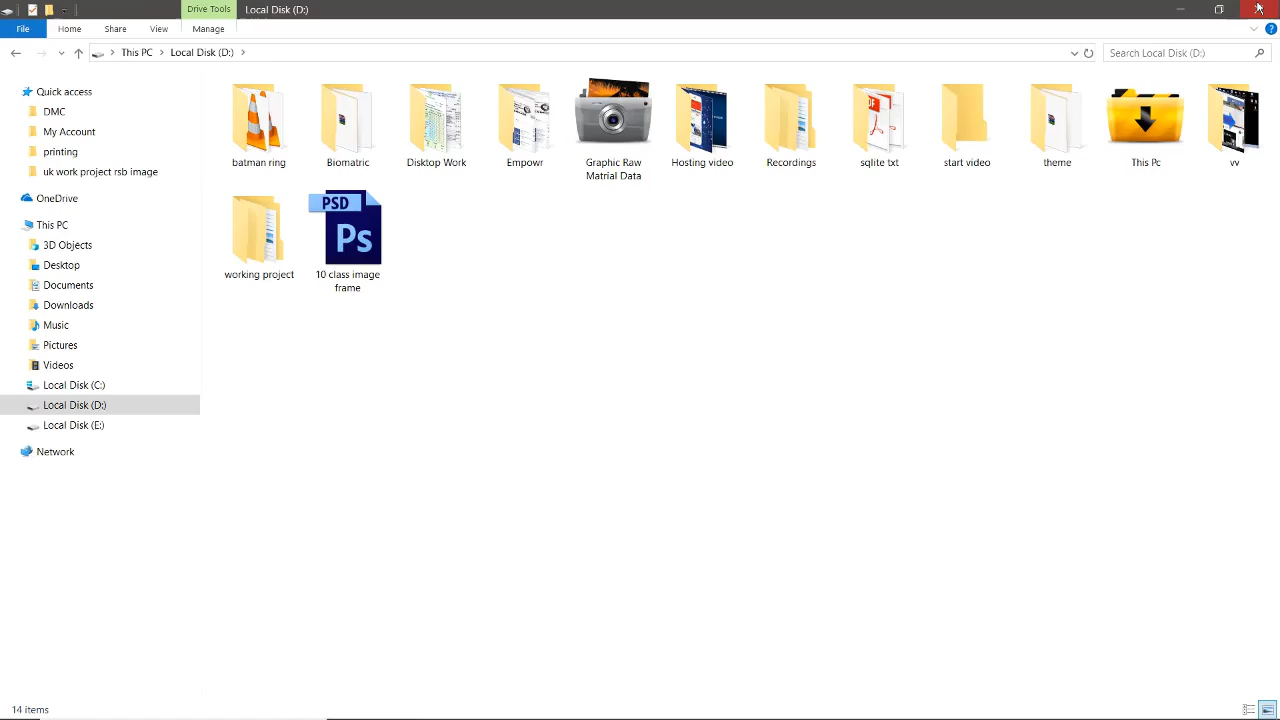 Drive Tools Local Disk (D:)
File Home Share View Manage
This PC Local Disk (D:) Search Local Disk (D:)
Quick access
DMC
My Account
printing
uk work project rsb image
OneDrive
This PC
3D Objects
Desktop
Documents
Downloads
Music
Pictures
Videos
Local Disk (C:)
Local Disk (D:)
Local Disk (E:)
Network
batman ring Biomatric Disktop Work Empowr Graphic Raw Hosting video Recordings sqlite txt start video theme This Pc vv
Matrial Data
PSD
Ps
working project 10 class image
frame
14 items